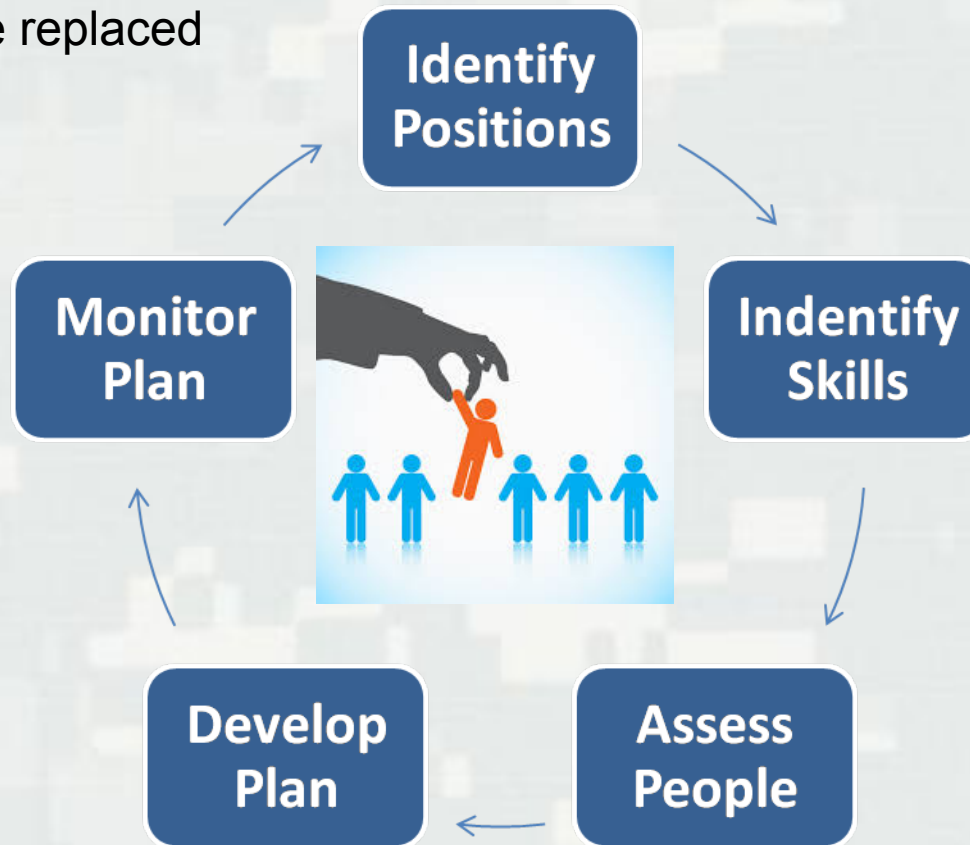 replaced
Identify
Positions
Indentify
Skills
Assess
People
Develop
Plan
Monitor
Plan